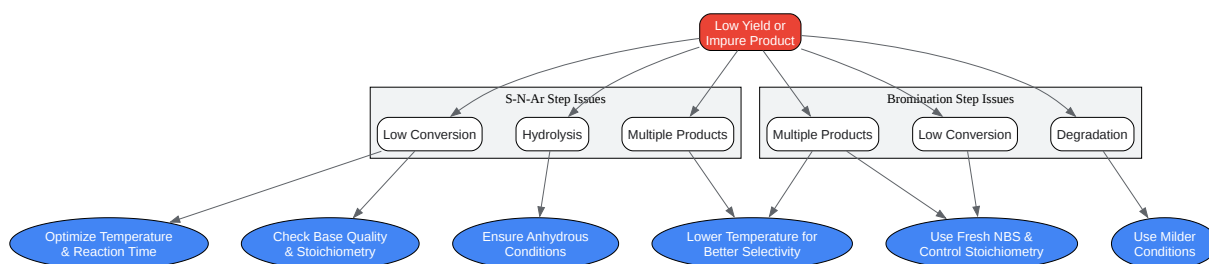 Low Yield or
Impure Product
S-N-Ar Step Issues
Bromination Step Issues
Low Conversion
Hydrolysis
Multiple Products
Multiple Products
Low Conversion
Degradation
Optimize Temperature
& Reaction Time
Check Base Quality
& Stoichiometry
Ensure Anhydrous
Conditions
Lower Temperature for
Better Selectivity
Use Fresh NBS &
Control Stoichiometry
Use Milder
Conditions